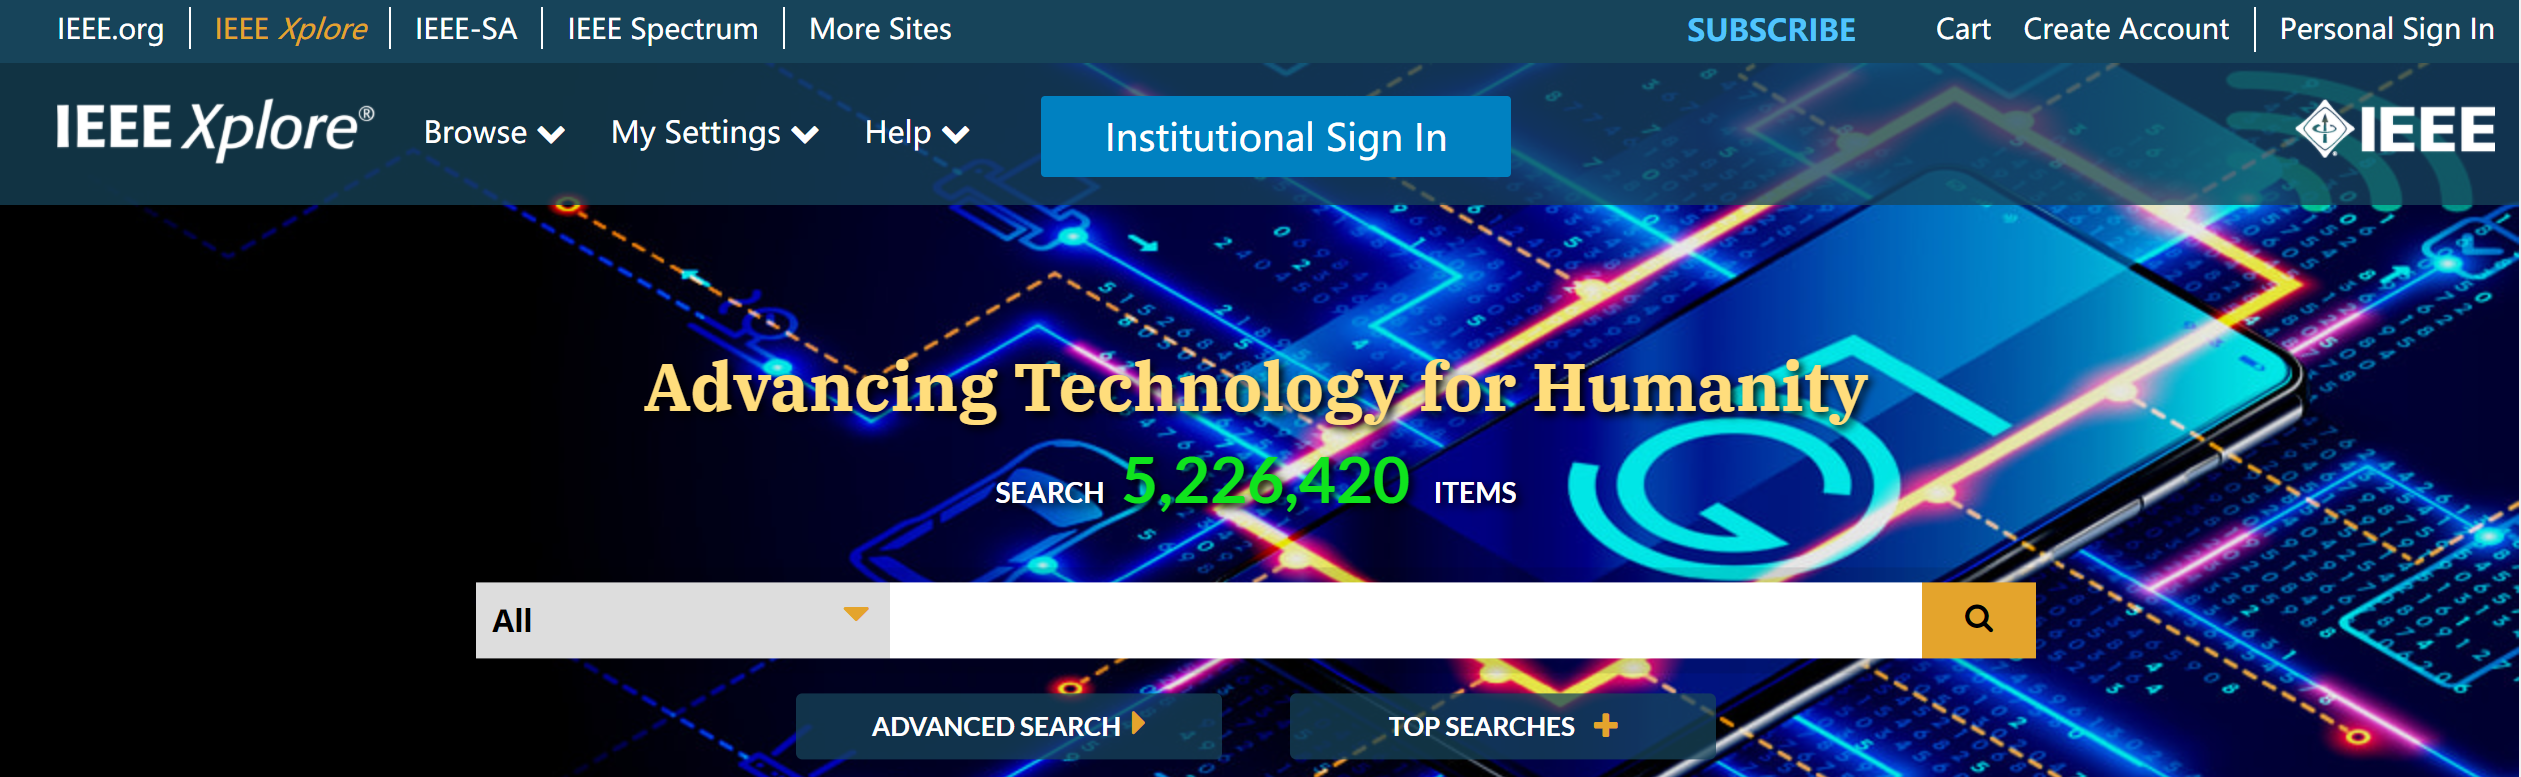 IEEE.org IEEE Xplore IEEE-SA IEEE Spectrum More Sites SUBSCRIBE Cart Create Account Personal Sign In
IEEE Xplore® Browse My Settings Help Institutional Sign In IEEE
Advancing Technology for Humanity
SEARCH 5,226,420 ITEMS
All
ADVANCED SEARCH TOP SEARCHES